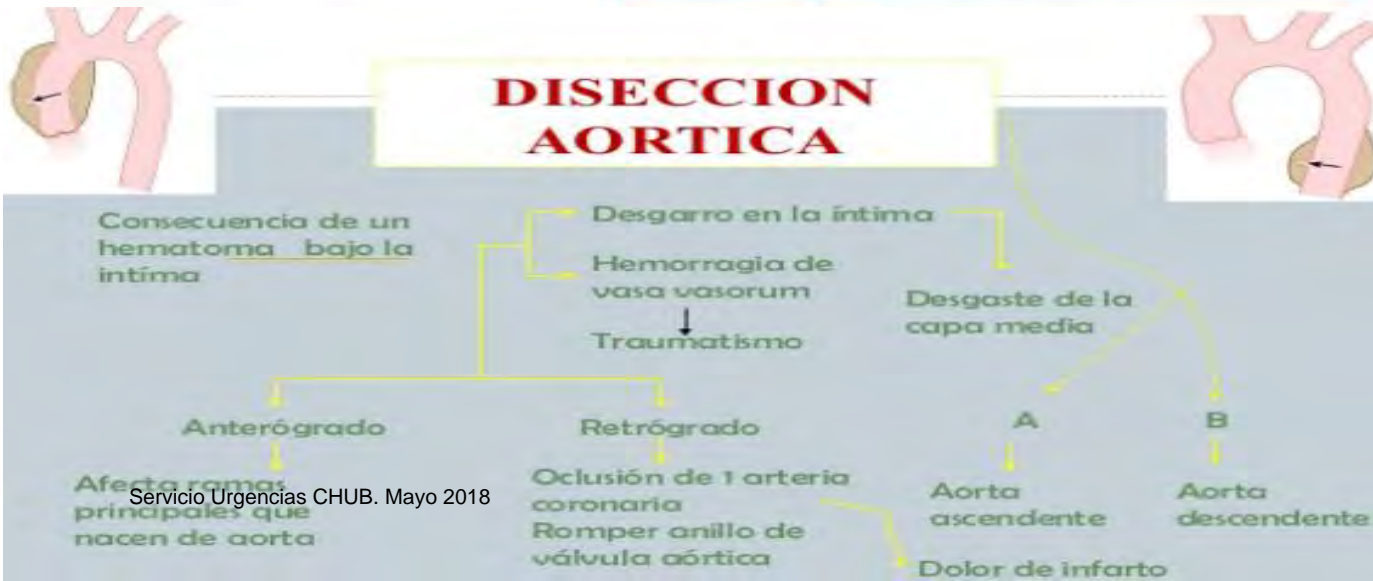 DISECCION
AORTICA
Consecuencia de un
hematoma bajo la
intíma
Desgarro en la íntima
Hemorragia de
vasa vasorum
Traumatismo
Desgaste de la
capa media
Anterógrado
Retrógrado
A
B
Afecta ramas
principales que
nacen de aorta
Servicio Urgencias CHUB. Mayo 2018
Oclusión de 1 arteria
coronaria
Romper anillo de
válvula aórtica
Aorta
ascendente
Aorta
descendente
Dolor de infarto